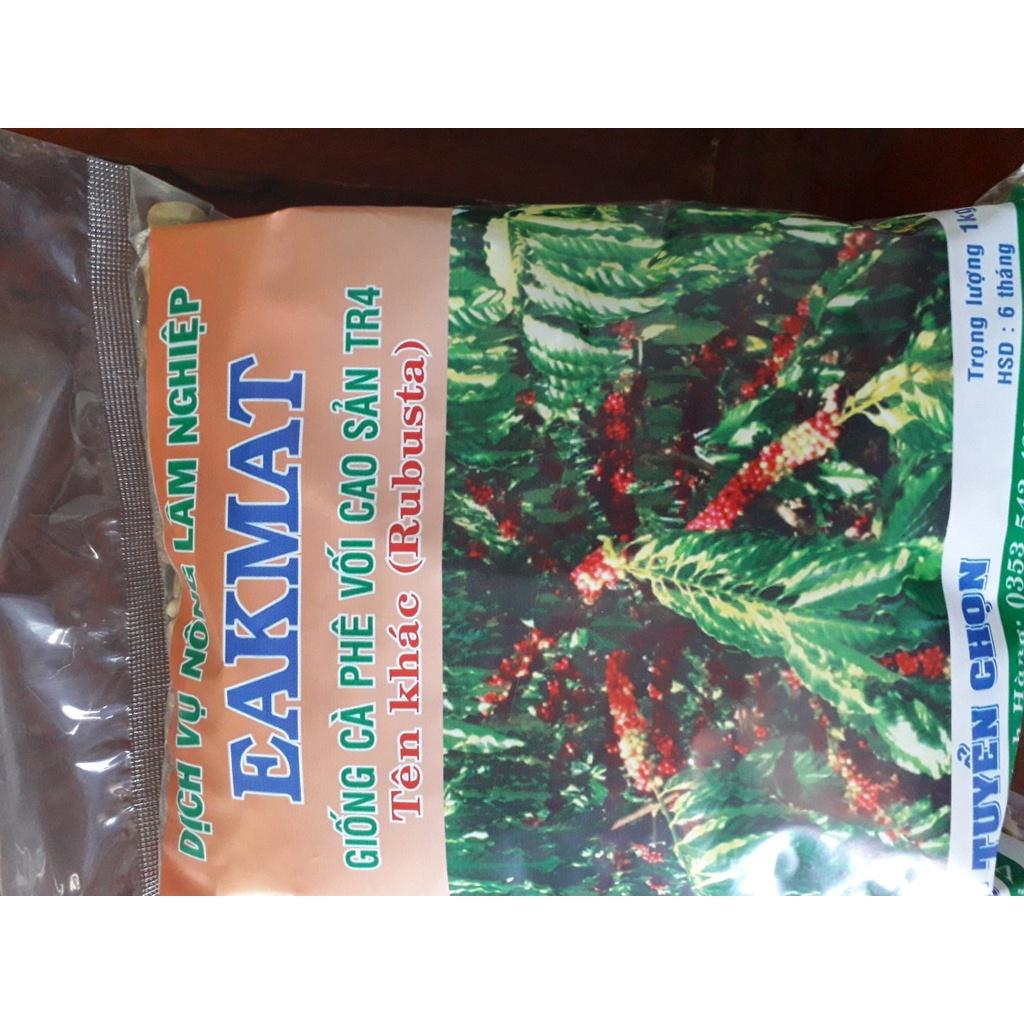 DỊCH VỤ NÔNG LÂM NGHIỆP
EAKMAT
GIỐNG CÀ PHÊ VỐI CAO SẢN TR4
Tên khác (Rubusta)
Trọng lượng 1KG
HSD : 6 tháng
TUYỂN CHỌN
0353